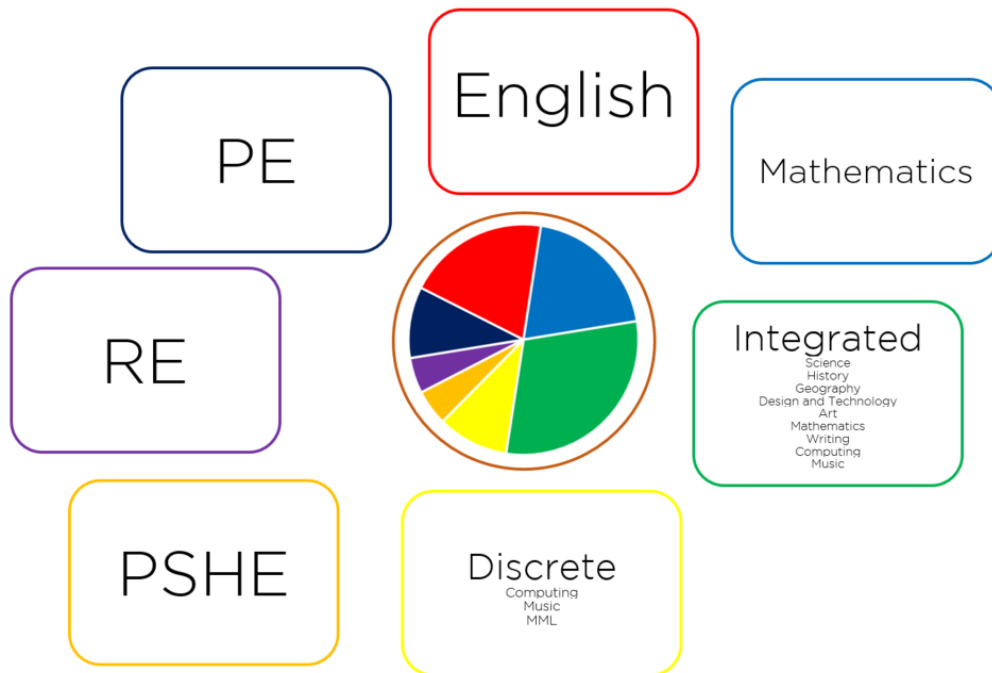 English
PE
Mathematics
RE
Integrated
Science
History
Geography
Design and Technology
Art
Mathematics
Writing
Computing
Music
PSHE
Discrete
Computing
Music
MML